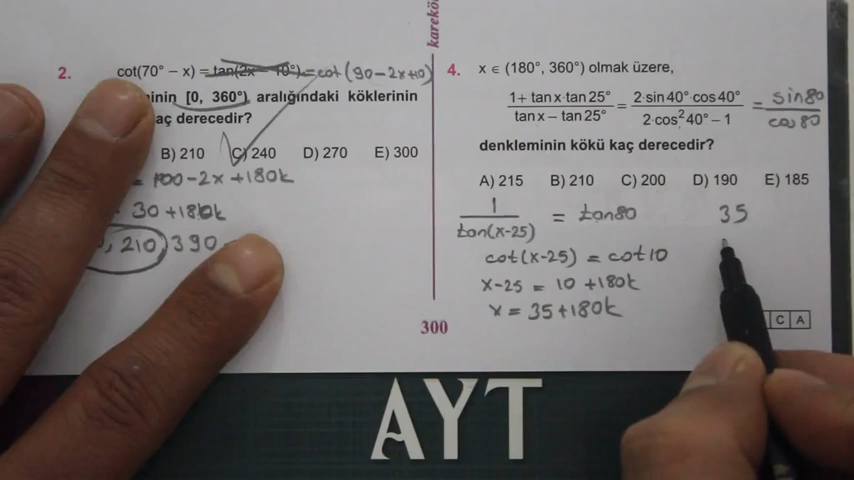 karekö
2.
cot(70° – x) = tan(2x – 10°) = cot (90-2x+10)
[0, 360°) aralığındaki köklerinin
kaç derecedir?
B) 210 C) 240 D) 270 E) 300
= 100-2x +180k
30 +180k
, 210, 390
4. x ∈ (180°, 360°) olmak üzere,
1 + tan x·tan 25° / tan x – tan 25° = 2·sin 40°·cos 40° / 2·cos² 40° – 1 = sin80 / cos 80
denkleminin kökü kaç derecedir?
A) 215 B) 210 C) 200 D) 190 E) 185
1 / tan(x-25) = tan80 35
cot(x-25) = cot10
x-25 = 10 +180k
x = 35+180k
C A
300
AYT